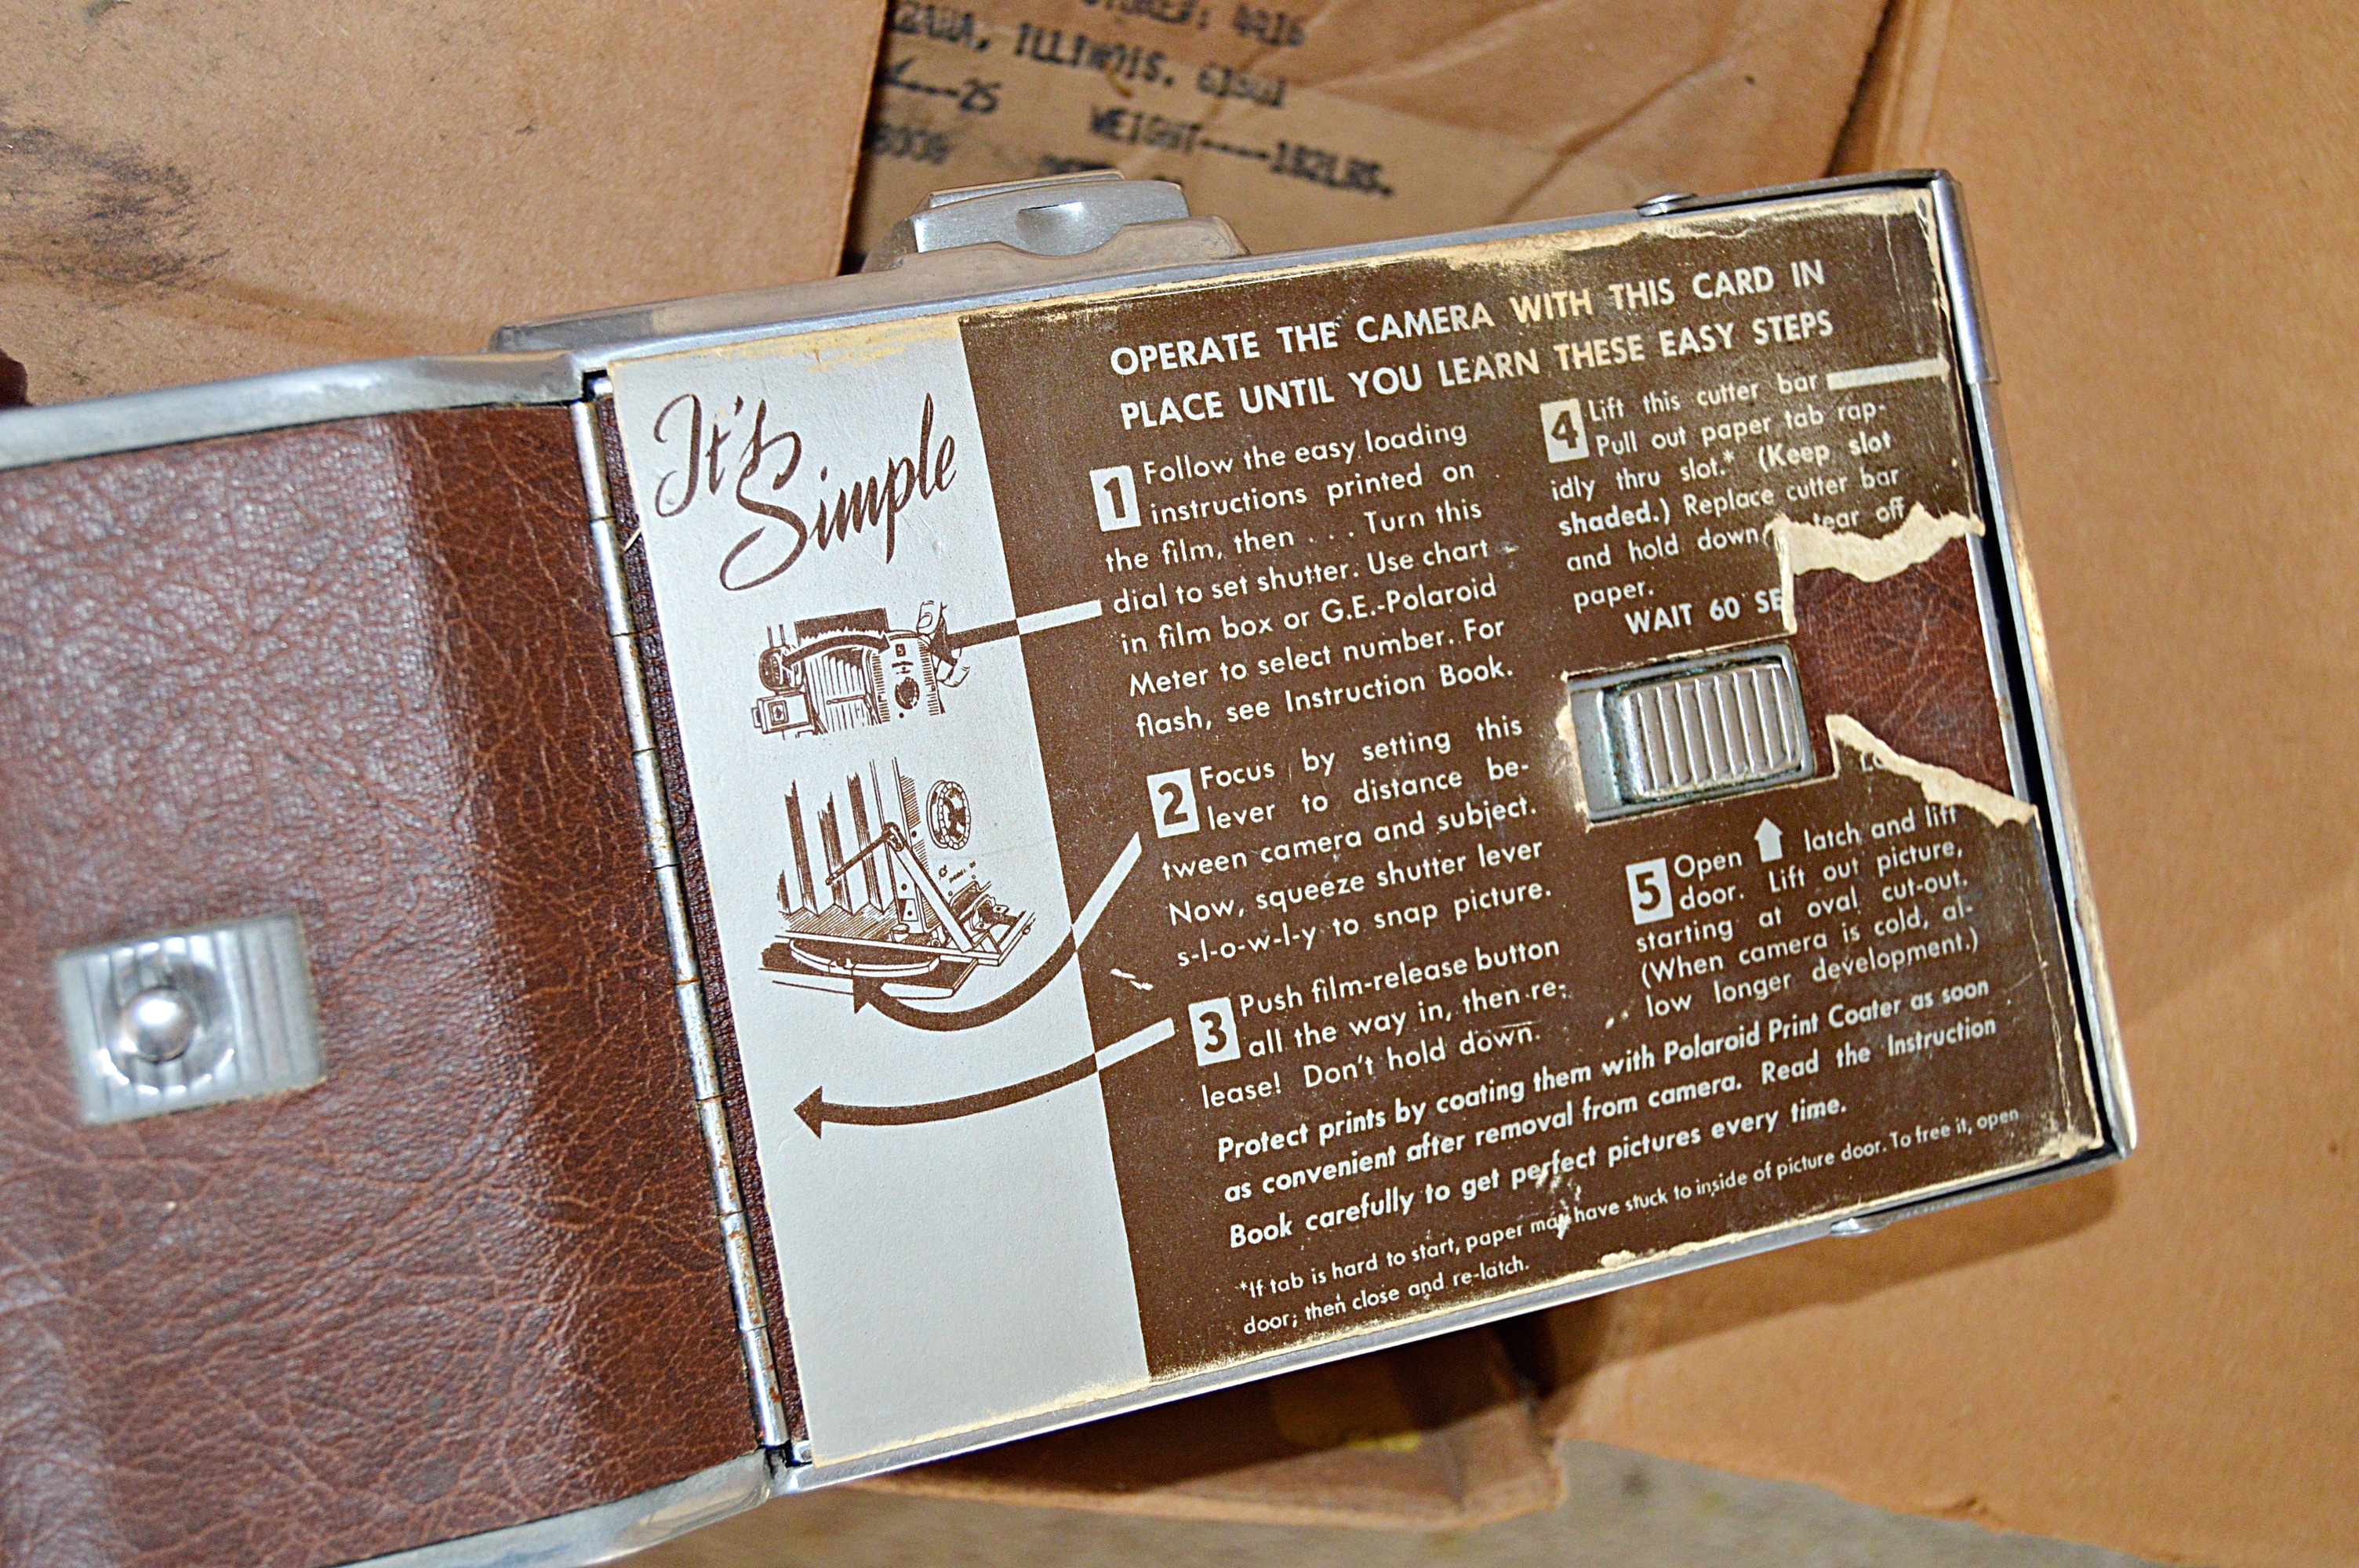 ILLINOIS. 61501
25 WEIGHT----182LBS.
It's
Simple
OPERATE THE CAMERA WITH THIS CARD IN
PLACE UNTIL YOU LEARN THESE EASY STEPS
1 Follow the easy loading
instructions printed on
the film, then . . . Turn this
dial to set shutter. Use chart
in film box or G.E.-Polaroid
Meter to select number. For
flash, see Instruction Book.
2 Focus by setting this
lever to distance be-
tween camera and subject.
Now, squeeze shutter lever
s-l-o-w-l-y to snap picture.
3 Push film-release button
all the way in, then re-
lease! Don't hold down.
4 Lift this cutter bar
Pull out paper tab rap-
idly thru slot.* (Keep slot
shaded.) Replace cutter bar
and hold down tear off
paper.
WAIT 60 SE
5 Open latch and lift
door. Lift out picture,
starting at oval cut-out.
(When camera is cold, al-
low longer development.)
Protect prints by coating them with Polaroid Print Coater as soon
as convenient after removal from camera. Read the Instruction
Book carefully to get perfect pictures every time.
*If tab is hard to start, paper may have stuck to inside of picture door. To free it, open
door; then close and re-latch.